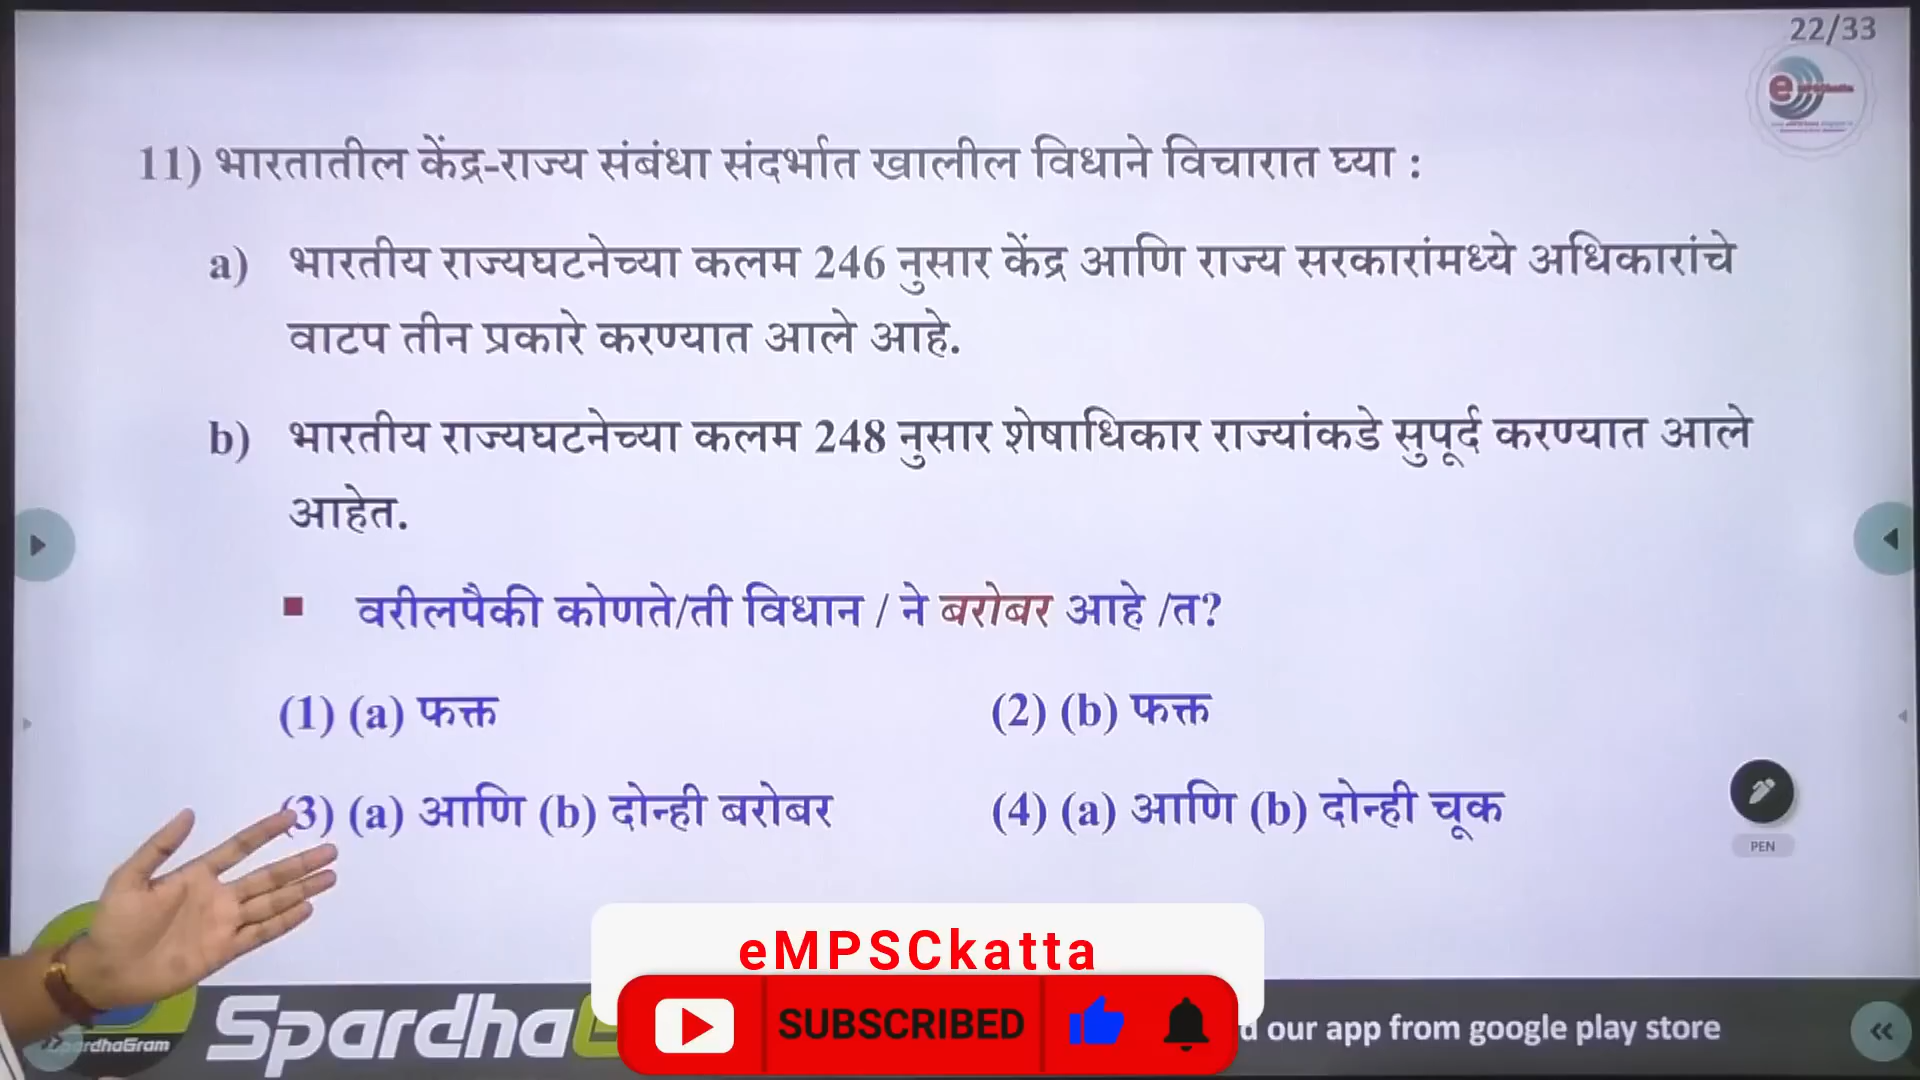 22/33
11) भारतातील केंद्र-राज्य संबंधा संदर्भात खालील विधाने विचारात घ्या :
a) भारतीय राज्यघटनेच्या कलम 246 नुसार केंद्र आणि राज्य सरकारांमध्ये अधिकारांचे
वाटप तीन प्रकारे करण्यात आले आहे.
b) भारतीय राज्यघटनेच्या कलम 248 नुसार शेषाधिकार राज्यांकडे सुपूर्द करण्यात आले
आहेत.
वरीलपैकी कोणते/ती विधान / ने बरोबर आहे /त?
(1) (a) फक्त (2) (b) फक्त
(3) (a) आणि (b) दोन्ही बरोबर (4) (a) आणि (b) दोन्ही चूक
PEN
eMPSCkatta
SUBSCRIBED
SpardhaGram Spardha our app from google play store